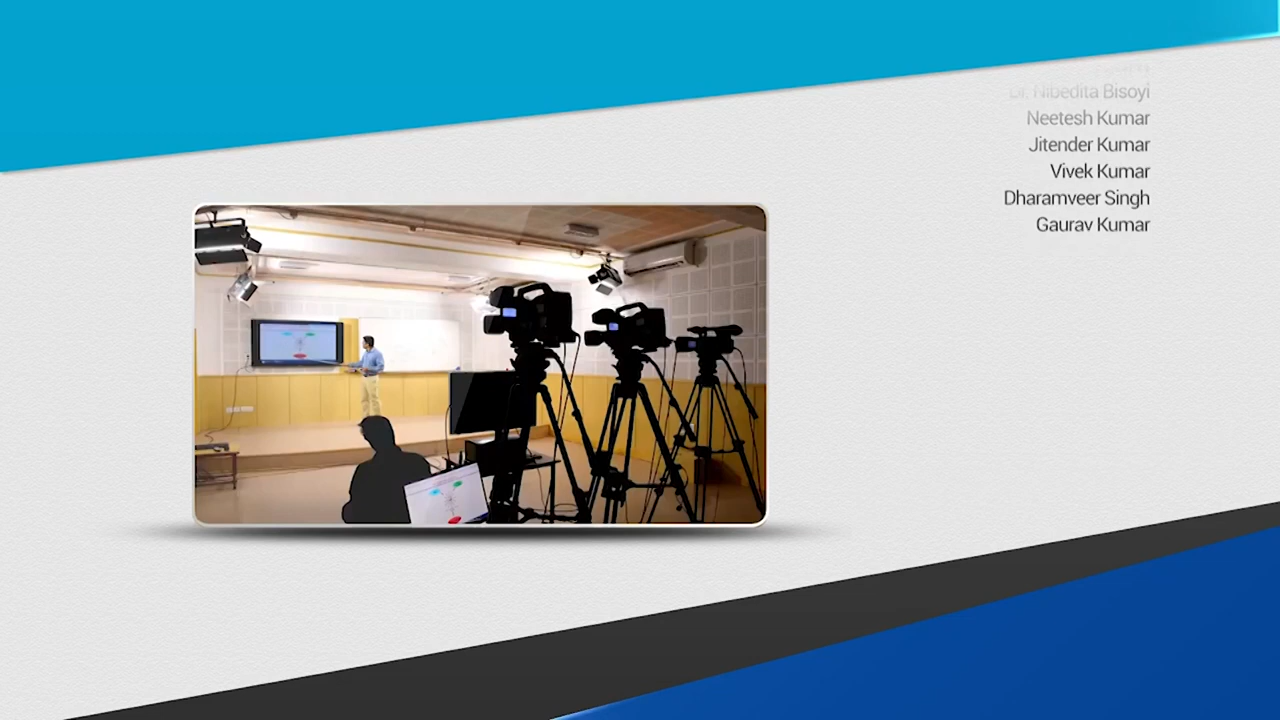 Dr. Nibedita Bisoyi
Neetesh Kumar
Jitender Kumar
Vivek Kumar
Dharamveer Singh
Gaurav Kumar